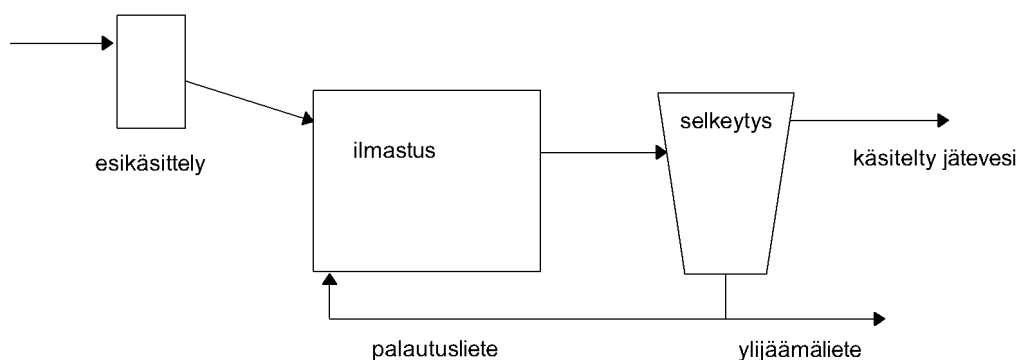 esikäsittely
ilmastus
selkeytys
käsitelty jätevesi
palautusliete
ylijäämäliete